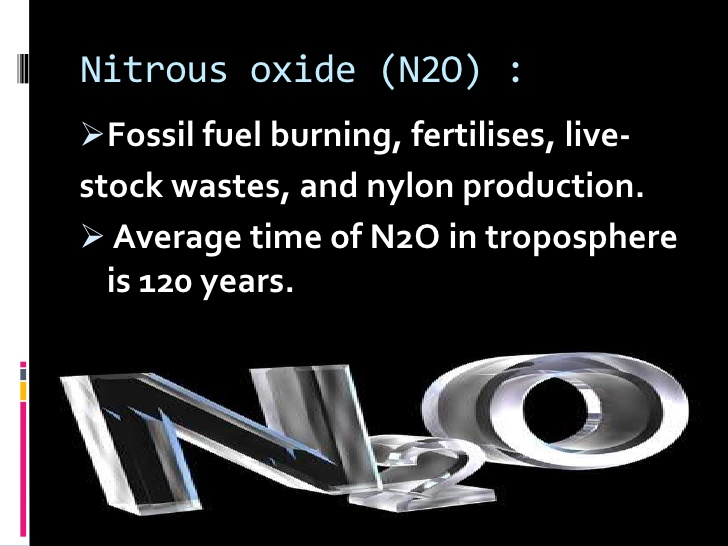 Nitrous oxide (N2O) :
➢Fossil fuel burning, fertilises, live-
stock wastes, and nylon production.
➢ Average time of N2O in troposphere
is 120 years.
N2O